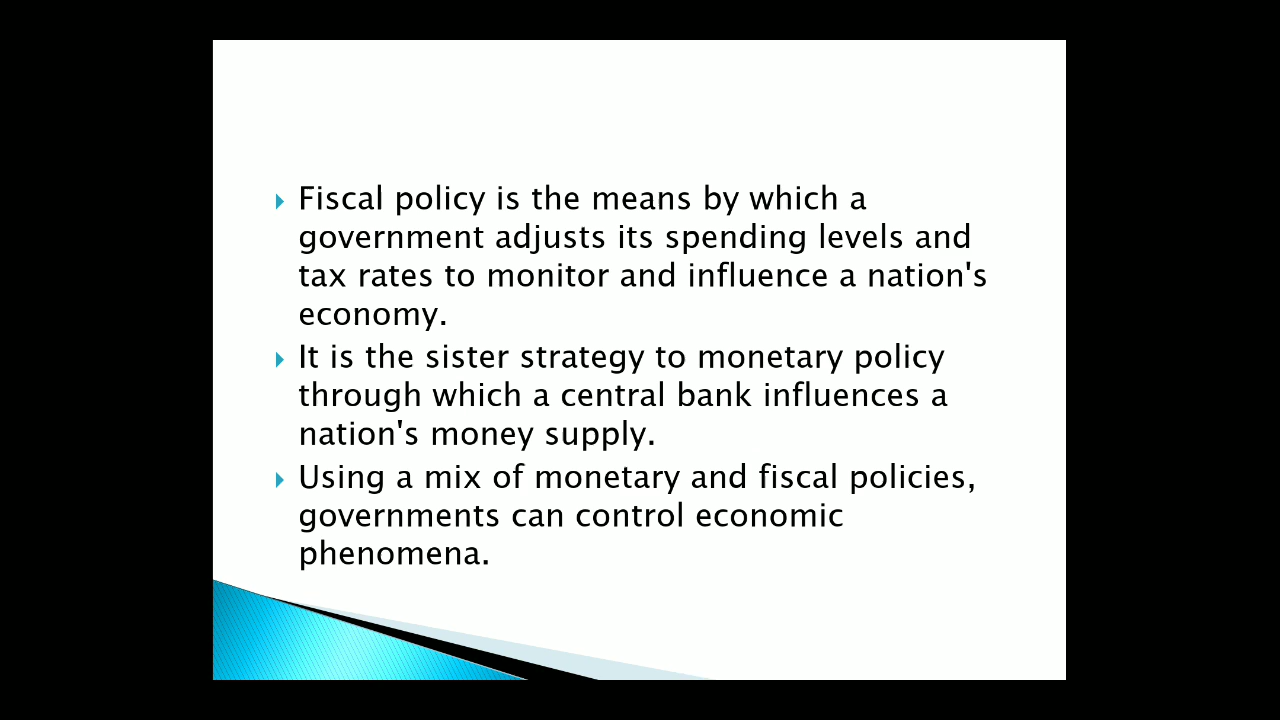 Fiscal policy is the means by which a
government adjusts its spending levels and
tax rates to monitor and influence a nation's
economy.
It is the sister strategy to monetary policy
through which a central bank influences a
nation's money supply.
Using a mix of monetary and fiscal policies,
governments can control economic
phenomena.